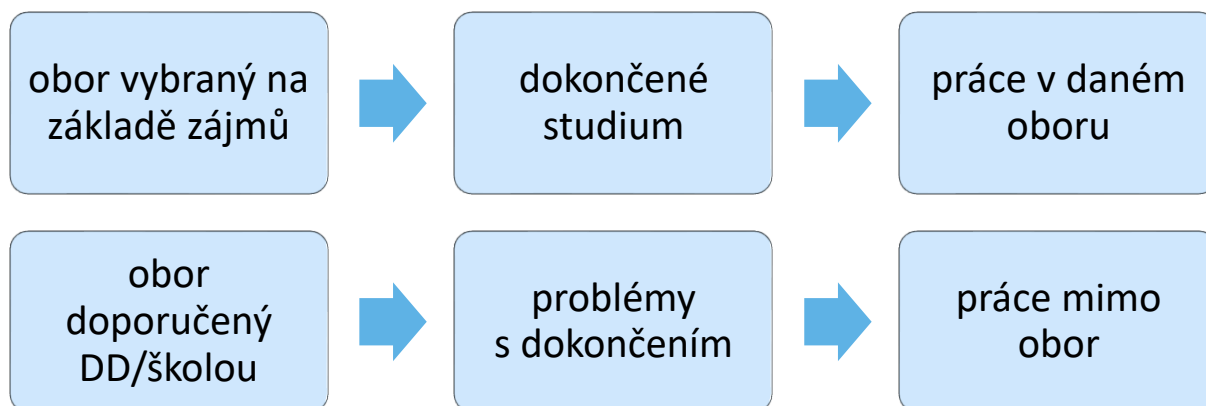 obor vybraný na
základě zájmů
dokončené
studium
práce v daném
oboru
obor
doporučený
DD/školou
problémy
s dokončením
práce mimo
obor